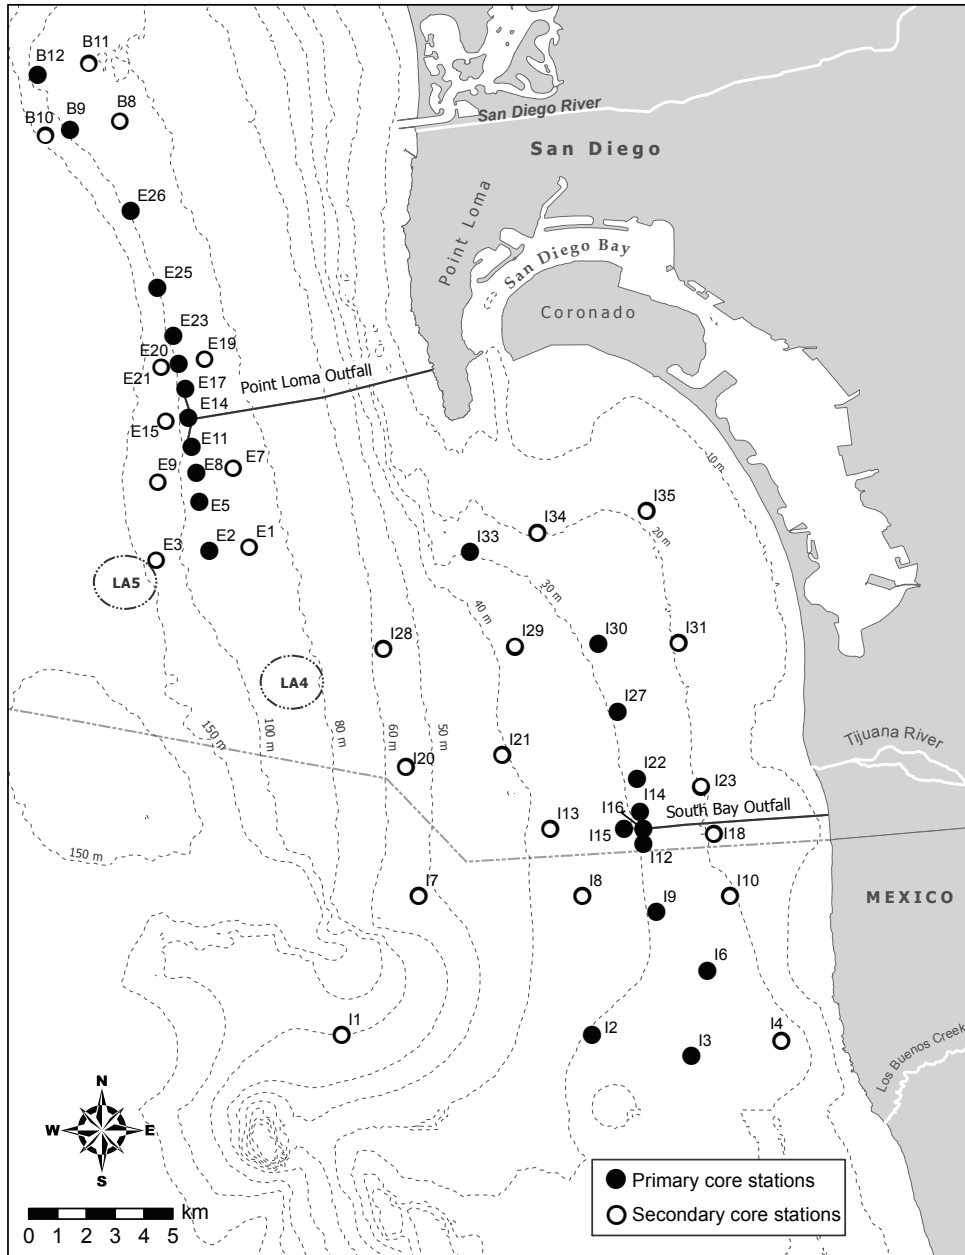 B11
B12
B9
B8
B10
San Diego River
San Diego
E26
Point Loma
San Diego Bay
E25
Coronado
E23
E19
E20
E21
Point Loma Outfall
E17
E14
E15
E11
E7
E8
E9
10 m
I35
E5
I34
20 m
E1
I33
E2
E3
LA5
30 m
40 m
I28
I29
I30
I31
LA4
I27
150 m
100 m
80 m
60 m
50 m
I21
Tijuana River
I20
I22
I23
I14
I16
South Bay Outfall
I13
I15
I18
150 m
I12
I7
I8
I10
MEXICO
I9
I6
I1
I2
I4
I3
Los Buenos Creek
N
W
E
S
km
0 1 2 3 4 5
Primary core stations
Secondary core stations